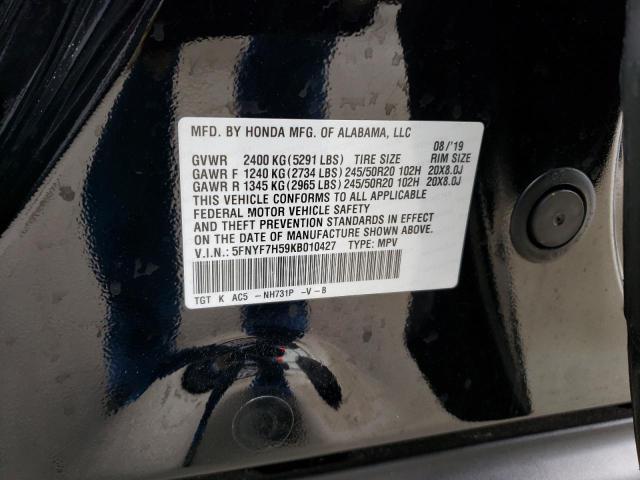 MFD. BY HONDA MFG. OF ALABAMA, LLC 08/'19
GVWR 2400 KG(5291 LBS) TIRE SIZE RIM SIZE
GAWR F 1240 KG(2734 LBS) 245/50R20 102H 20X8.0J
GAWR R 1345 KG(2965 LBS) 245/50R20 102H 20X8.0J
THIS VEHICLE CONFORMS TO ALL APPLICABLE
FEDERAL MOTOR VEHICLE SAFETY
AND THEFT PREVENTION STANDARDS IN EFFECT
ON THE DATE OF MANUFACTURE SHOWN ABOVE.
V.I.N.: 5FNYF7H59KB010427 TYPE: MPV
TGT K AC5 -NH731P -V-B